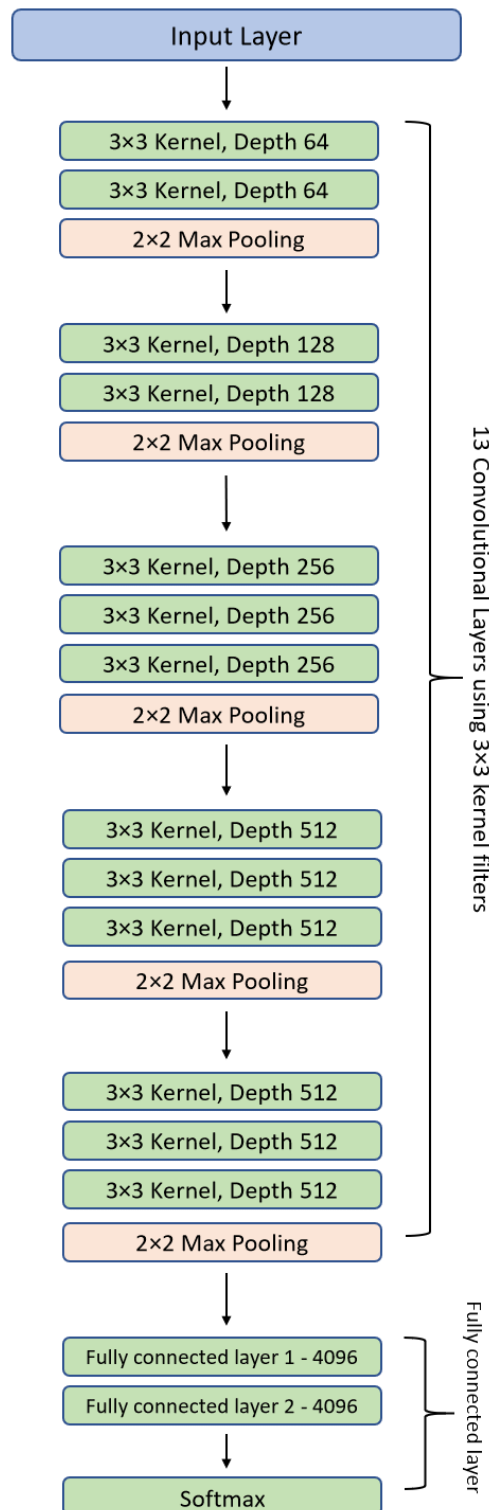 Input Layer
3×3 Kernel, Depth 64
3×3 Kernel, Depth 64
2×2 Max Pooling
3×3 Kernel, Depth 128
3×3 Kernel, Depth 128
2×2 Max Pooling
3×3 Kernel, Depth 256
3×3 Kernel, Depth 256
3×3 Kernel, Depth 256
2×2 Max Pooling
3×3 Kernel, Depth 512
3×3 Kernel, Depth 512
3×3 Kernel, Depth 512
2×2 Max Pooling
3×3 Kernel, Depth 512
3×3 Kernel, Depth 512
3×3 Kernel, Depth 512
2×2 Max Pooling
13 Convolutional Layers using 3×3 kernel filters
Fully connected layer 1 - 4096
Fully connected layer 2 - 4096
Softmax
Fully connected
layer